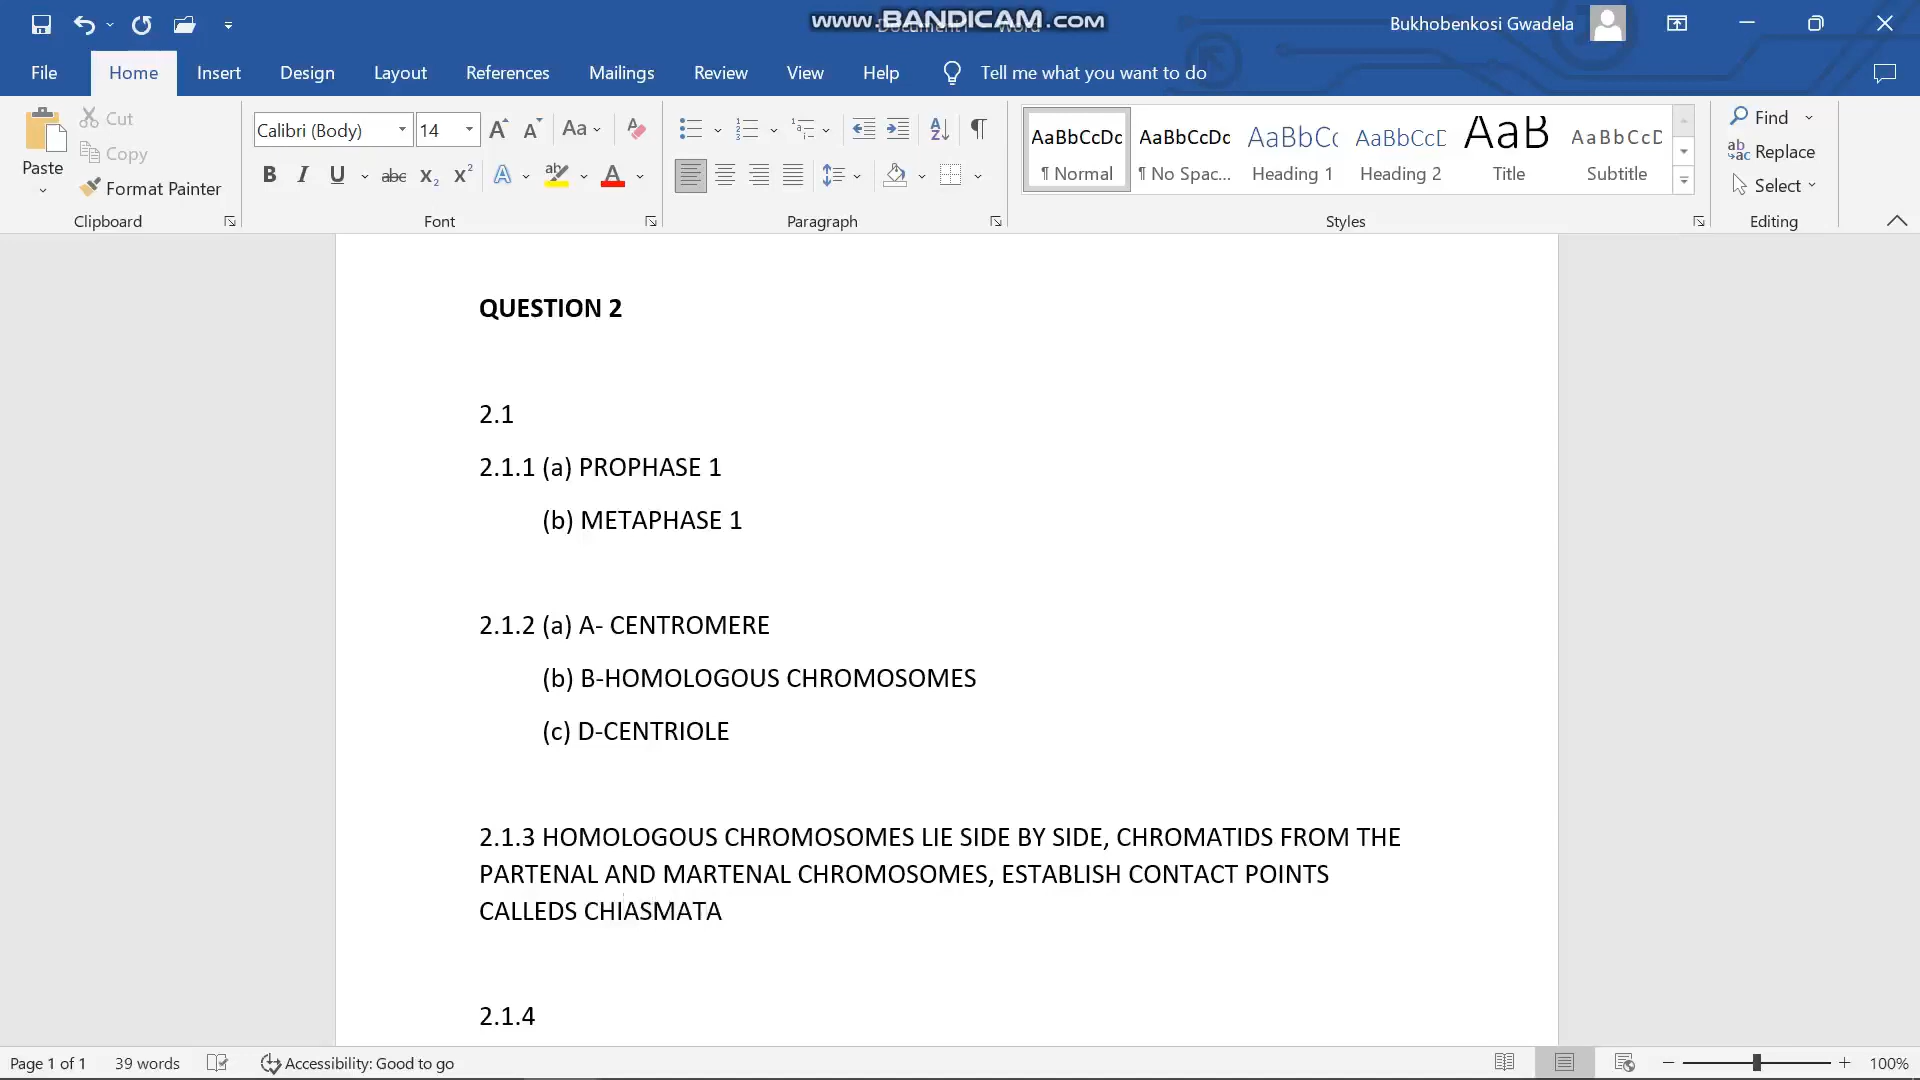 www.BANDICAM.com
Bukhobenkosi Gwadela
File Home Insert Design Layout References Mailings Review View Help Tell me what you want to do
Cut
Copy
Format Painter
Paste
Calibri (Body) 14
Aa
B I U abc x₂ x² A ab A
AaBbCcDc AaBbCcDc AaBbCc AaBbCcD AaB AaBbCcD
¶ Normal ¶ No Spac... Heading 1 Heading 2 Title Subtitle
Find
Replace
Select
Clipboard Font Paragraph Styles Editing
QUESTION 2
2.1
2.1.1 (a) PROPHASE 1
(b) METAPHASE 1
2.1.2 (a) A- CENTROMERE
(b) B-HOMOLOGOUS CHROMOSOMES
(c) D-CENTRIOLE
2.1.3 HOMOLOGOUS CHROMOSOMES LIE SIDE BY SIDE, CHROMATIDS FROM THE
PARTENAL AND MARTENAL CHROMOSOMES, ESTABLISH CONTACT POINTS
CALLEDS CHIASMATA
2.1.4
Page 1 of 1 39 words Accessibility: Good to go 100%